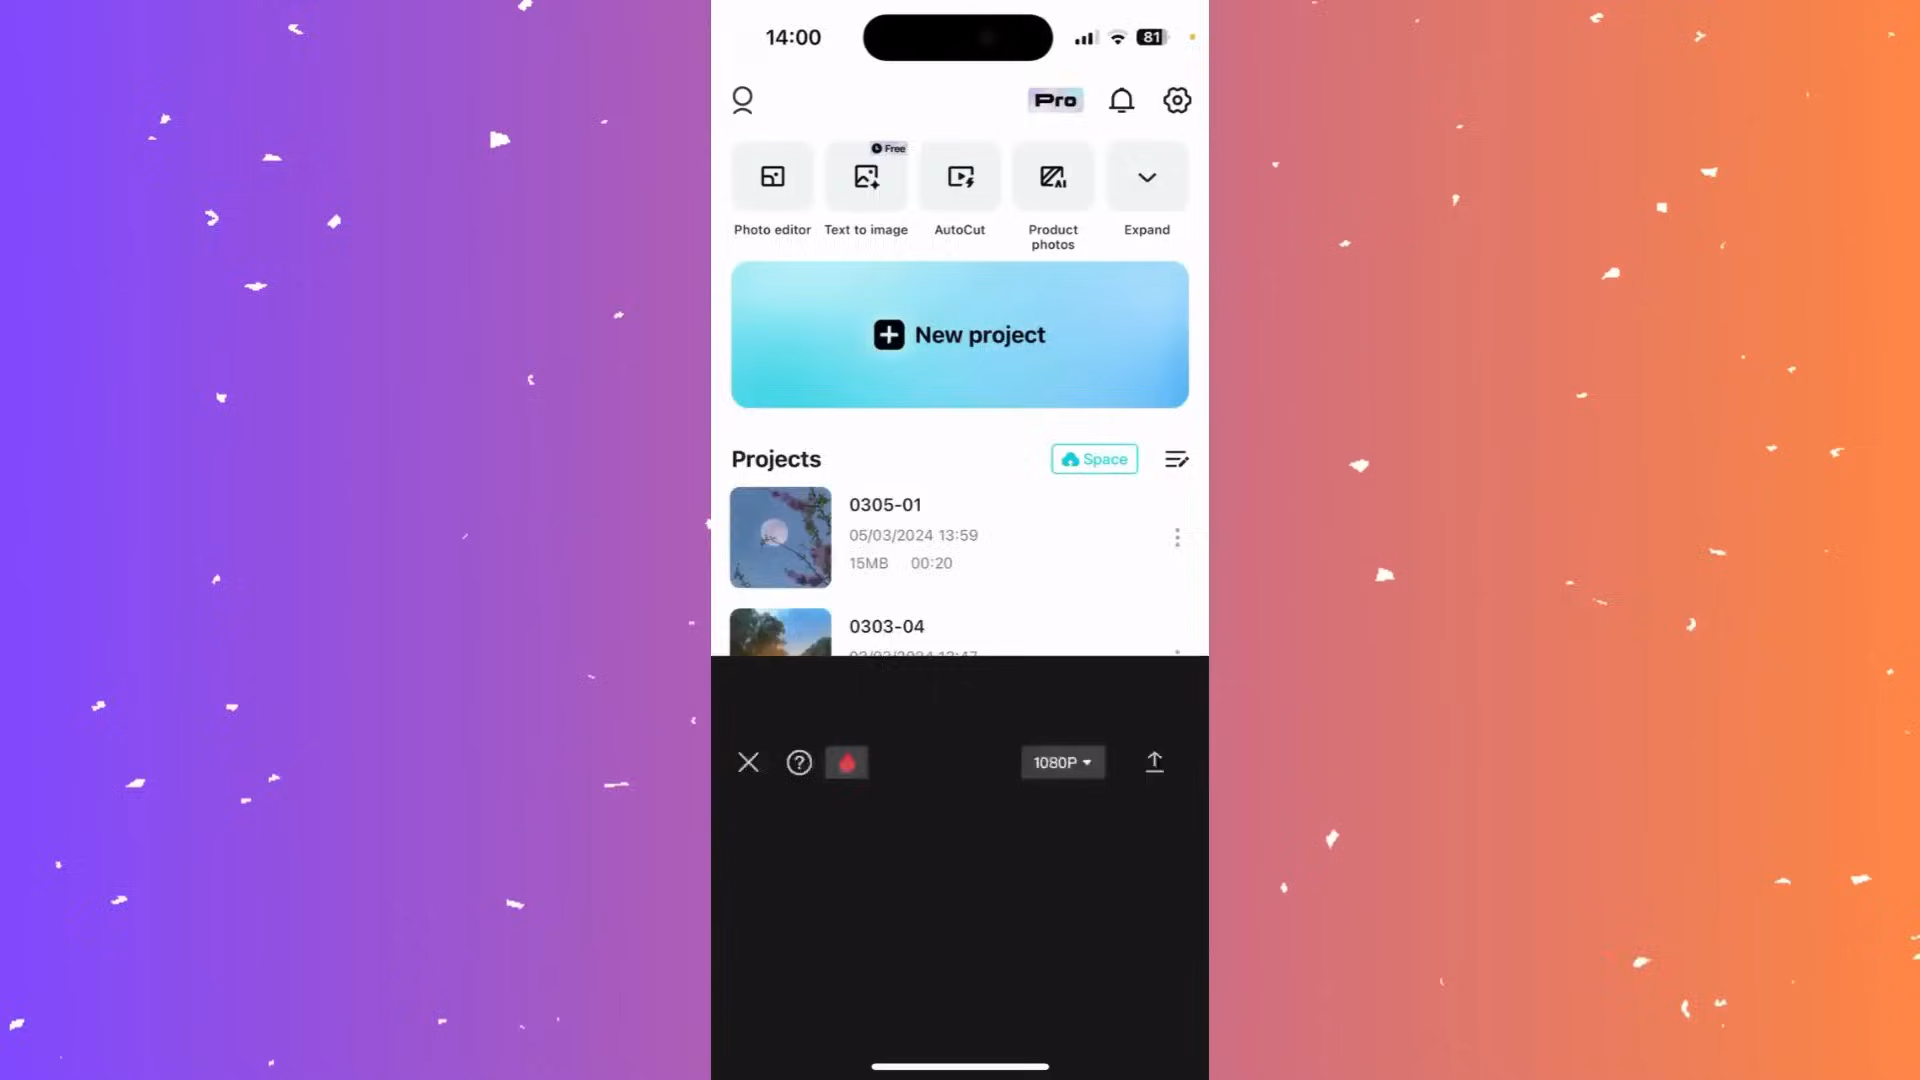 14:00
81
Pro
Free
Photo editor
Text to image
AutoCut
Product
photos
AI
Expand
New project
Projects
Space
0305-01
05/03/2024 13:59
15MB 00:20
0303-04
1080P